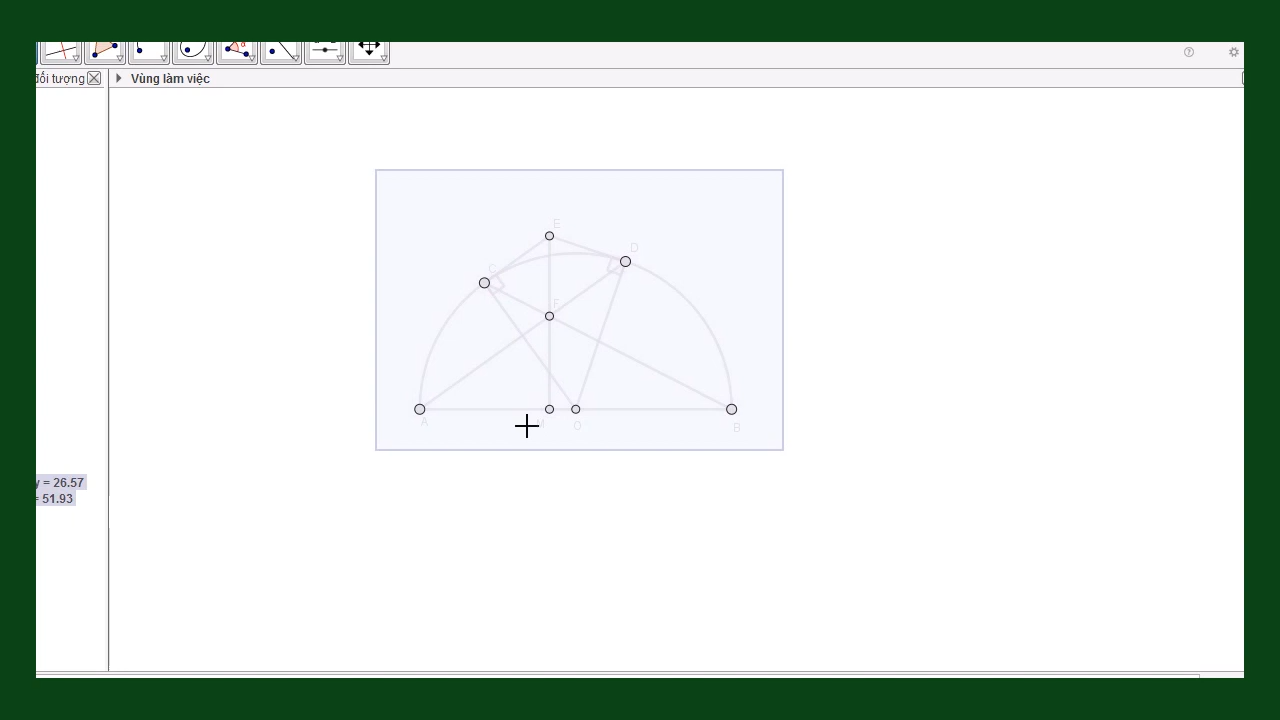 đối tượng
Vùng làm việc
E
D
C
F
A
M
O
B
y = 26.57
= 51.93